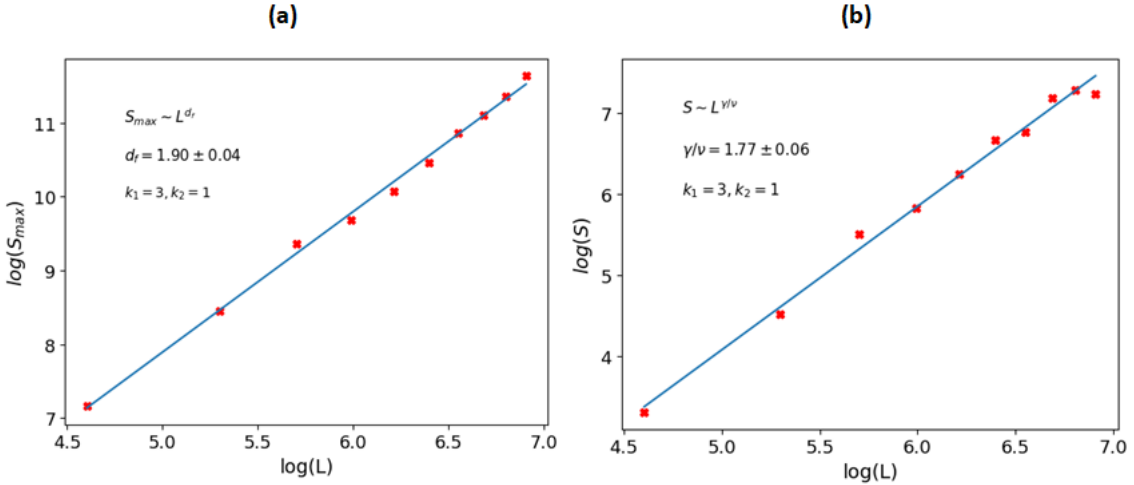 (a)
(b)
S_max ~ L^{d_f}
d_f = 1.90 ± 0.04
k_1 = 3, k_2 = 1
log(S_max)
11
10
9
8
7
4.5 5.0 5.5 6.0 6.5 7.0
log(L)
S ~ L^{γ/ν}
γ/ν = 1.77 ± 0.06
k_1 = 3, k_2 = 1
log(S)
7
6
5
4
4.5 5.0 5.5 6.0 6.5 7.0
log(L)